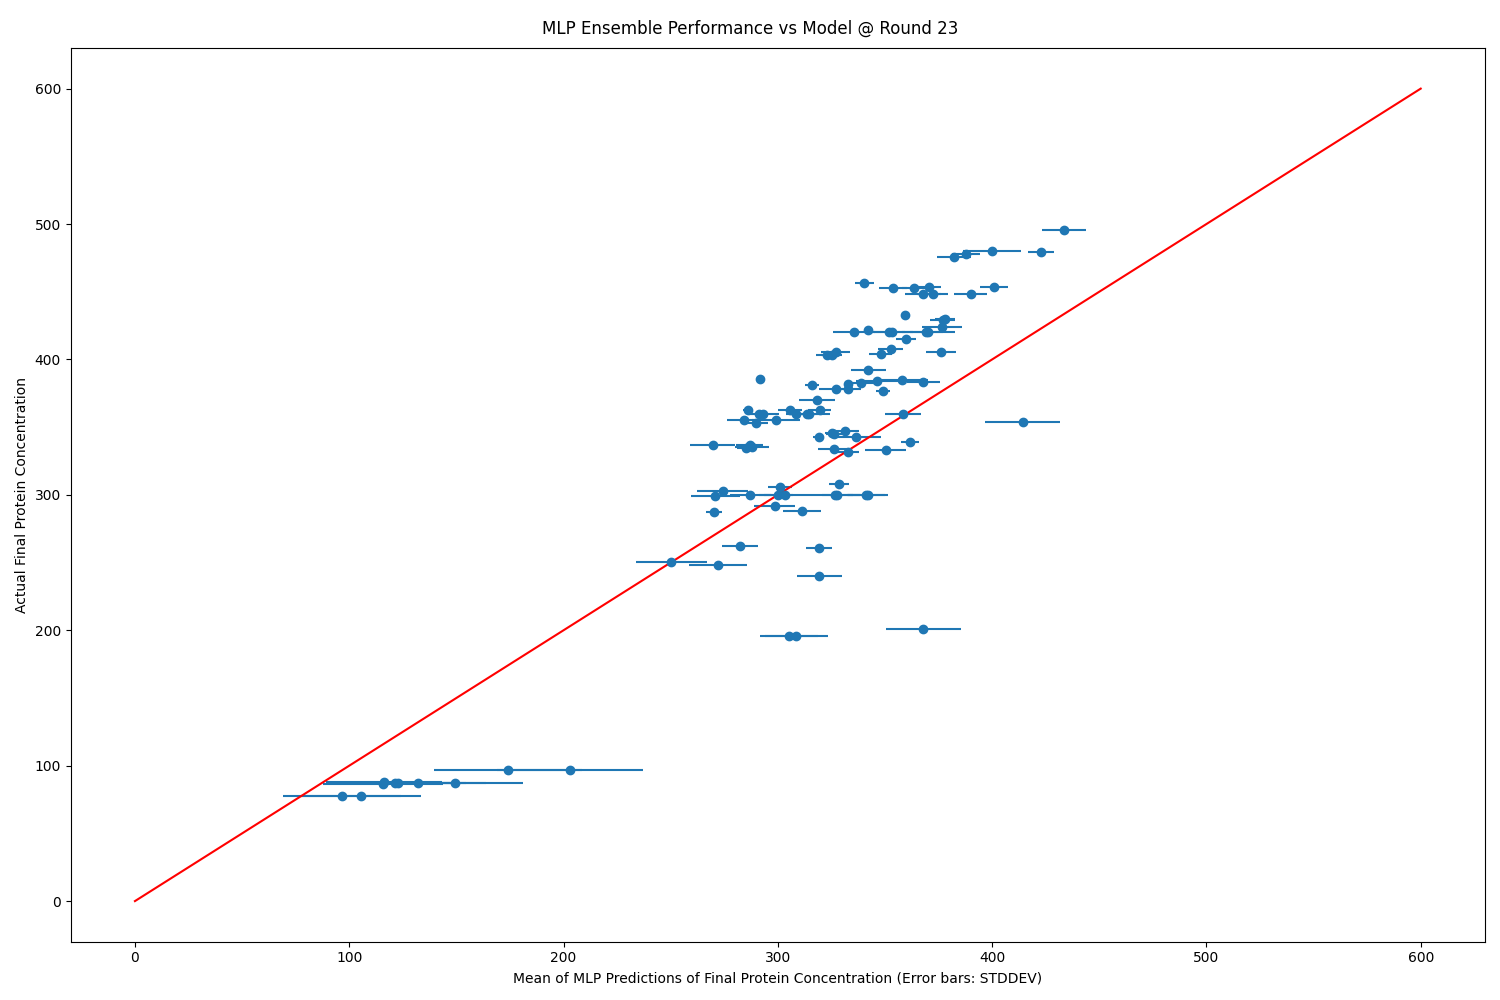 MLP Ensemble Performance vs Model @ Round 23
Actual Final Protein Concentration
600
500
400
300
200
100
0
0 100 200 300 400 500 600
Mean of MLP Predictions of Final Protein Concentration (Error bars: STDDEV)